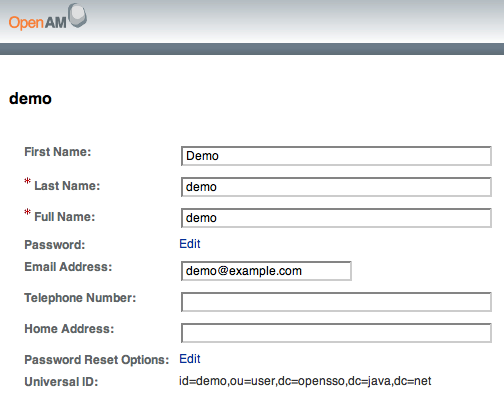 OpenAM
demo
First Name: Demo
* Last Name: demo
* Full Name: demo
Password: Edit
Email Address: demo@example.com
Telephone Number:
Home Address:
Password Reset Options: Edit
Universal ID: id=demo,ou=user,dc=opensso,dc=java,dc=net